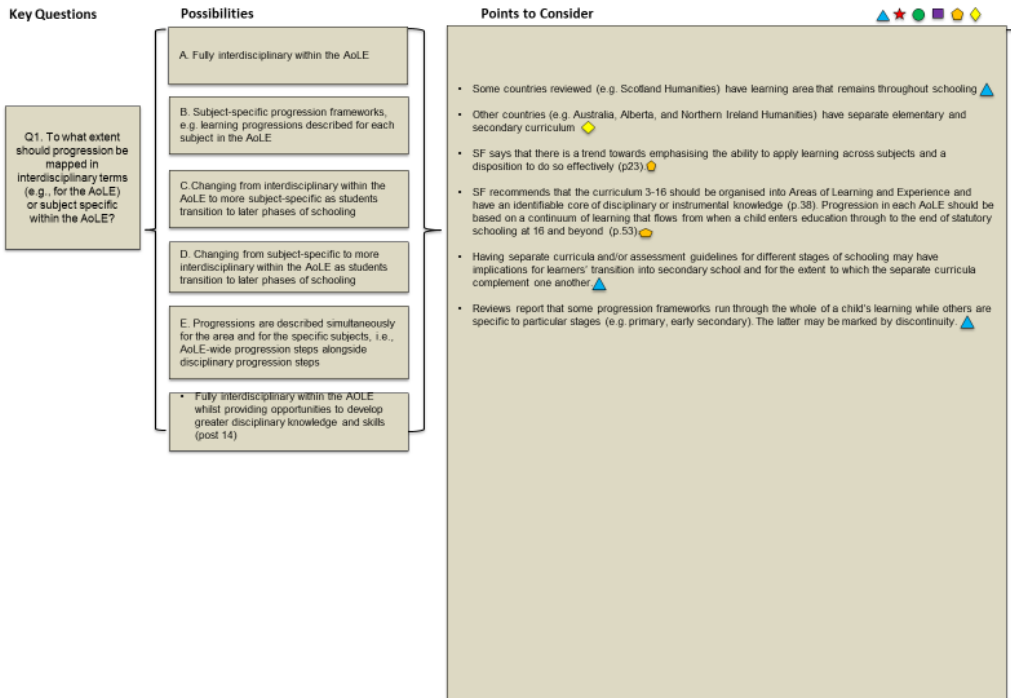 Key Questions
Possibilities
Points to Consider
Q1. To what extent
should progression be
mapped in
interdisciplinary terms
(e.g., for the AoLE)
or subject specific
within the AoLE?
A. Fully interdisciplinary within the AoLE
B. Subject-specific progression frameworks,
e.g. learning progressions described for each
subject in the AoLE
C.Changing from interdisciplinary within the
AoLE to more subject-specific as students
transition to later phases of schooling
D. Changing from subject-specific to more
interdisciplinary within the AoLE as students
transition to later phases of schooling
E. Progressions are described simultaneously
for the area and for the specific subjects, i.e.,
AoLE-wide progression steps alongside
disciplinary progression steps
• Fully interdisciplinary within the AOLE
whilst providing opportunities to develop
greater disciplinary knowledge and skills
(post 14)
• Some countries reviewed (e.g. Scotland Humanities) have learning area that remains throughout schooling
• Other countries (e.g. Australia, Alberta, and Northern Ireland Humanities) have separate elementary and
secondary curriculum
• SF says that there is a trend towards emphasising the ability to apply learning across subjects and a
disposition to do so effectively (p23).
• SF recommends that the curriculum 3-16 should be organised into Areas of Learning and Experience and
have an identifiable core of disciplinary or instrumental knowledge (p.38). Progression in each AoLE should be
based on a continuum of learning that flows from when a child enters education through to the end of statutory
schooling at 16 and beyond (p.53).
• Having separate curricula and/or assessment guidelines for different stages of schooling may have
implications for learners' transition into secondary school and for the extent to which the separate curricula
complement one another.
• Reviews report that some progression frameworks run through the whole of a child's learning while others are
specific to particular stages (e.g. primary, early secondary). The latter may be marked by discontinuity.